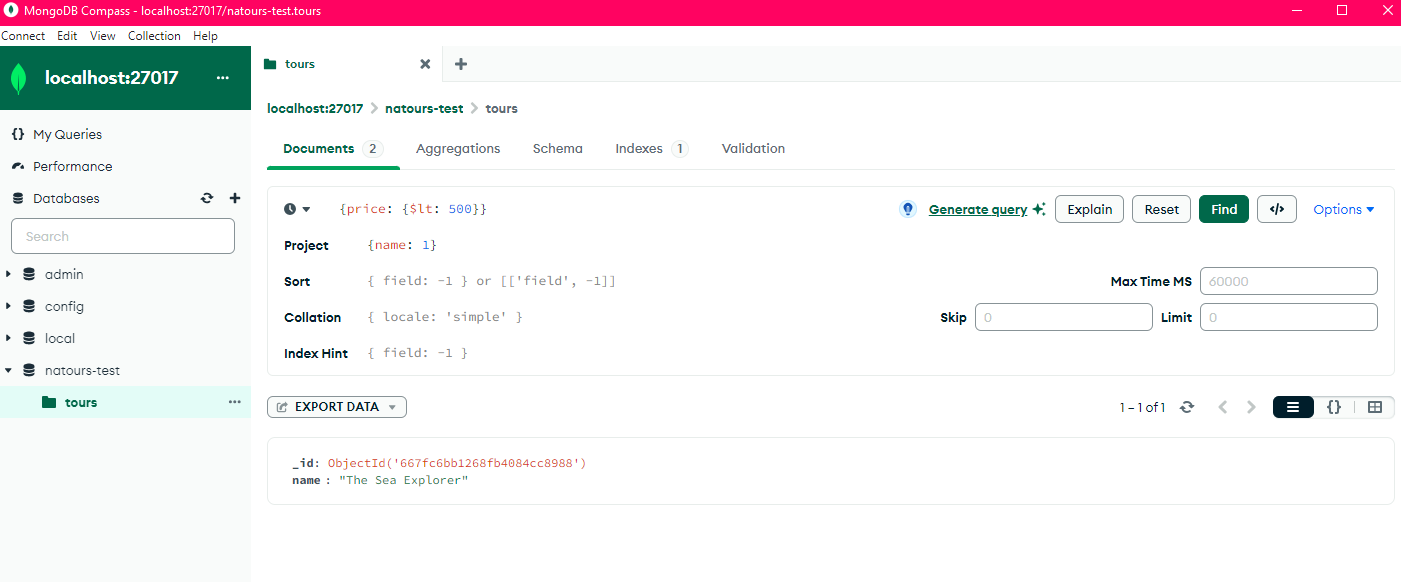 MongoDB Compass - localhost:27017/natours-test.tours
Connect Edit View Collection Help
localhost:27017 ...
{} My Queries
Performance
Databases
Search
admin
config
local
natours-test
tours ...
tours
localhost:27017 > natours-test > tours
Documents 2 Aggregations Schema Indexes 1 Validation
{price: {$lt: 500}} Generate query Explain Reset Find </> Options
Project {name: 1}
Sort { field: -1 } or [['field', -1]] Max Time MS 60000
Collation { locale: 'simple' } Skip 0 Limit 0
Index Hint { field: -1 }
EXPORT DATA 1 – 1 of 1 {}
_id: ObjectId('667fc6bb1268fb4084cc8988')
name : "The Sea Explorer"